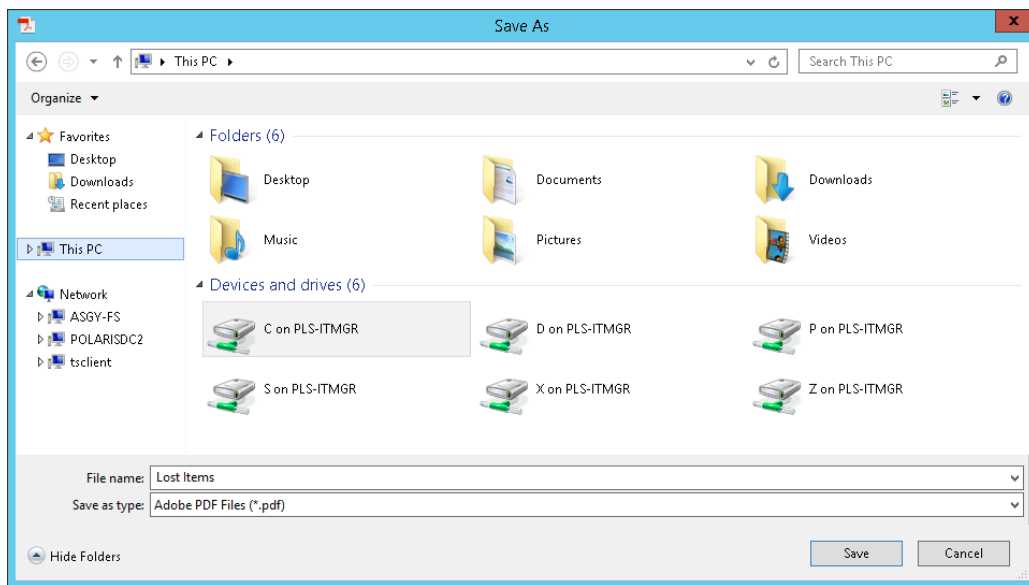 Save As
This PC
Search This PC
Organize
Favorites
Desktop
Downloads
Recent places
This PC
Network
ASGY-FS
POLARISDC2
tsclient
Folders (6)
Desktop
Documents
Downloads
Music
Pictures
Videos
Devices and drives (6)
C on PLS-ITMGR
D on PLS-ITMGR
P on PLS-ITMGR
S on PLS-ITMGR
X on PLS-ITMGR
Z on PLS-ITMGR
File name: Lost Items
Save as type: Adobe PDF Files (*.pdf)
Hide Folders
Save
Cancel